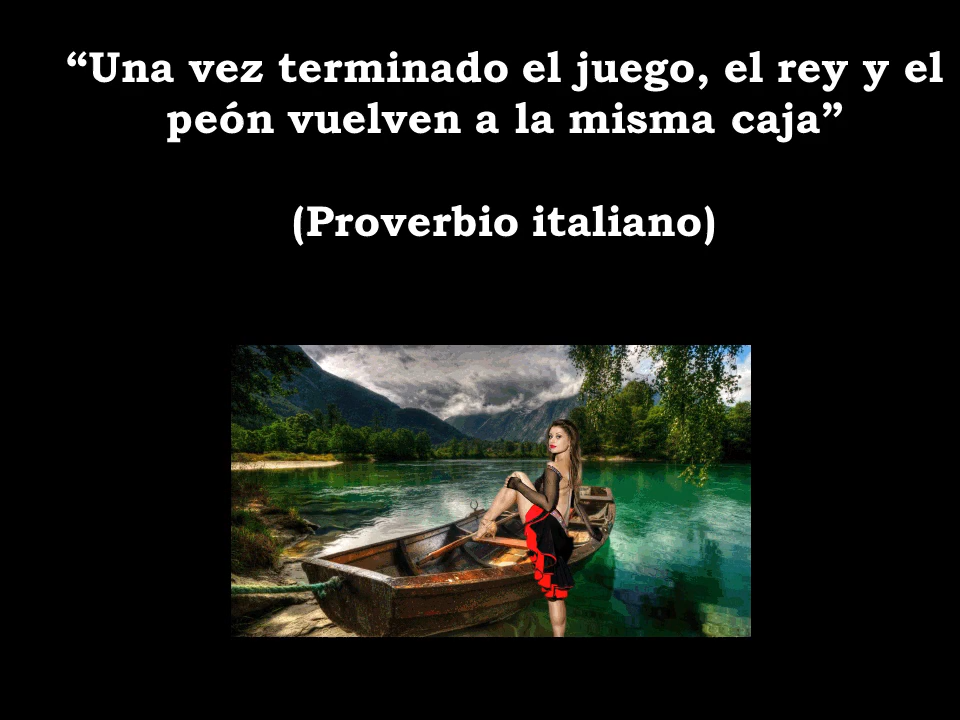 “Una vez terminado el juego, el rey y el
peón vuelven a la misma caja”
(Proverbio italiano)